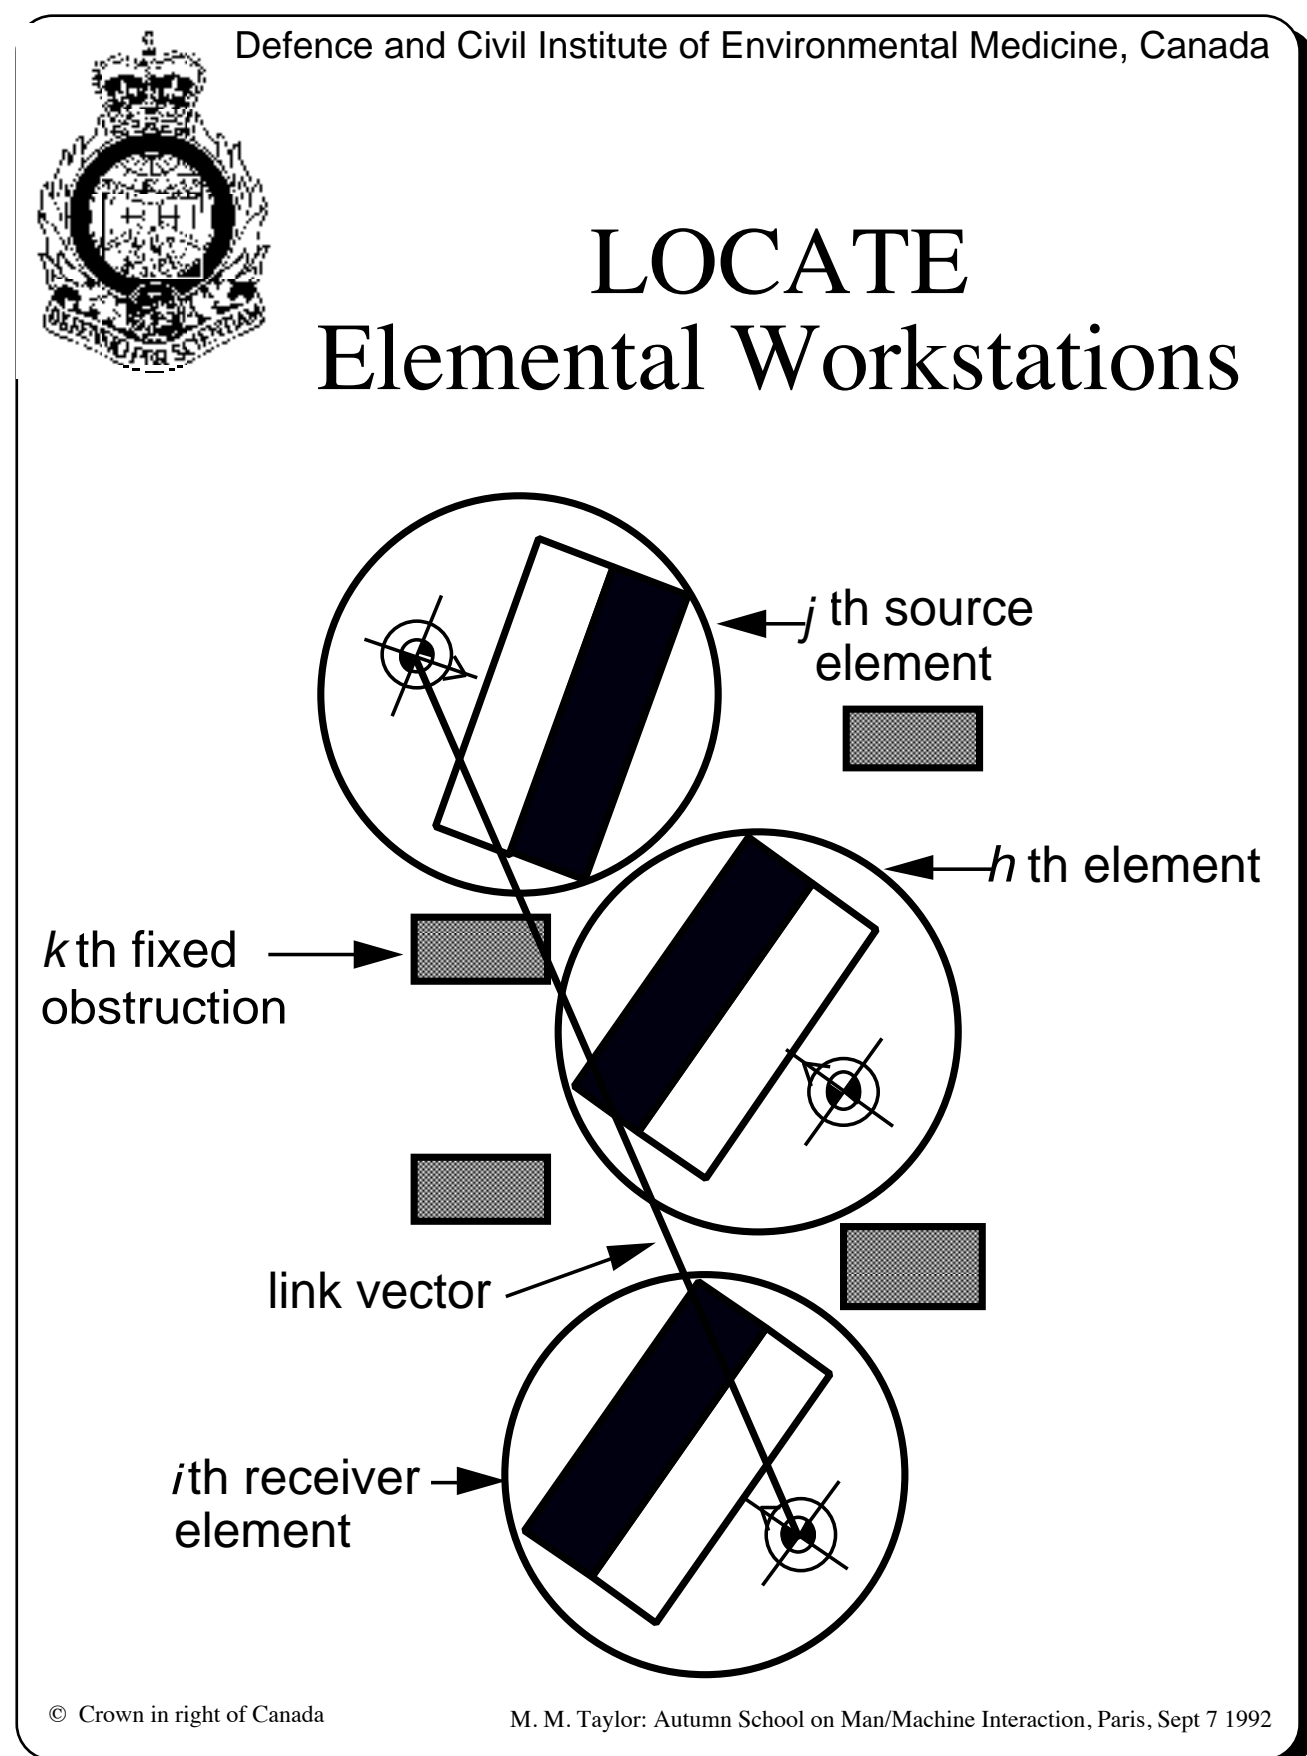 Defence and Civil Institute of Environmental Medicine, Canada
LOCATE
Elemental Workstations
j th source
element
h th element
k th fixed
obstruction
link vector
i th receiver
element
© Crown in right of Canada
M. M. Taylor: Autumn School on Man/Machine Interaction, Paris, Sept 7 1992